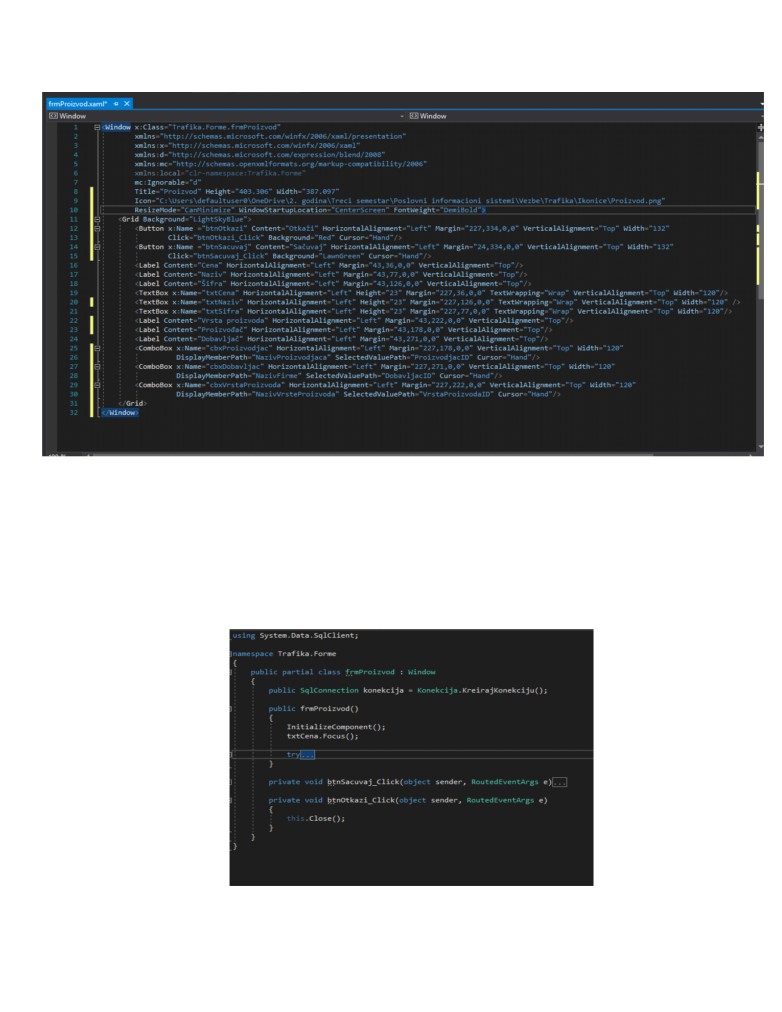 frmProizvod.xaml*
Window Window
1 <Window x:Class="Trafika.Forme.frmProizvod"
2 xmlns="http://schemas.microsoft.com/winfx/2006/xaml/presentation"
3 xmlns:x="http://schemas.microsoft.com/winfx/2006/xaml"
4 xmlns:d="http://schemas.microsoft.com/expression/blend/2008"
5 xmlns:mc="http://schemas.openxmlformats.org/markup-compatibility/2006"
6 xmlns:local="clr-namespace:Trafika.Forme"
7 mc:Ignorable="d"
8 Title="Proizvod" Height="403.306" Width="387.097"
9 Icon="C:\Users\defaultuser0\OneDrive\2. godina\Treci semestar\Poslovni informacioni sistemi\Vezbe\Trafika\Ikonice\Proizvod.png"
10 ResizeMode="CanMinimize" WindowStartupLocation="CenterScreen" FontWeight="DemiBold">
11 <Grid Background="LightSkyBlue">
12 <Button x:Name ="btnOtkazi" Content="Otkaži" HorizontalAlignment="Left" Margin="227,334,0,0" VerticalAlignment="Top" Width="132"
13 Click="btnOtkazi_Click" Background="Red" Cursor="Hand"/>
14 <Button x:Name ="btnSacuvaj" Content="Sačuvaj" HorizontalAlignment="Left" Margin="24,334,0,0" VerticalAlignment="Top" Width="132"
15 Click="btnSacuvaj_Click" Background="LawnGreen" Cursor="Hand"/>
16 <Label Content="Cena" HorizontalAlignment="Left" Margin="43,36,0,0" VerticalAlignment="Top"/>
17 <Label Content="Naziv" HorizontalAlignment="Left" Margin="43,77,0,0" VerticalAlignment="Top"/>
18 <Label Content="Šifra" HorizontalAlignment="Left" Margin="43,126,0,0" VerticalAlignment="Top"/>
19 <TextBox x:Name="txtCena" HorizontalAlignment="Left" Height="23" Margin="227,36,0,0" TextWrapping="Wrap" VerticalAlignment="Top" Width="120"/>
20 <TextBox x:Name="txtNaziv" HorizontalAlignment="Left" Height="23" Margin="227,126,0,0" TextWrapping="Wrap" VerticalAlignment="Top" Width="120" />
21 <TextBox x:Name="txtSifra" HorizontalAlignment="Left" Height="23" Margin="227,77,0,0" TextWrapping="Wrap" VerticalAlignment="Top" Width="120"/>
22 <Label Content="Vrsta proizvoda" HorizontalAlignment="Left" Margin="43,222,0,0" VerticalAlignment="Top"/>
23 <Label Content="Proizvođač" HorizontalAlignment="Left" Margin="43,178,0,0" VerticalAlignment="Top"/>
24 <Label Content="Dobavljač" HorizontalAlignment="Left" Margin="43,271,0,0" VerticalAlignment="Top"/>
25 <ComboBox x:Name="cbxProizvodjac" HorizontalAlignment="Left" Margin="227,178,0,0" VerticalAlignment="Top" Width="120"
26 DisplayMemberPath="NazivProizvodjaca" SelectedValuePath="ProizvodjacID" Cursor="Hand"/>
27 <ComboBox x:Name="cbxDobavljac" HorizontalAlignment="Left" Margin="227,271,0,0" VerticalAlignment="Top" Width="120"
28 DisplayMemberPath="NazivFirme" SelectedValuePath="DobavljacID" Cursor="Hand"/>
29 <ComboBox x:Name="cbxVrstaProizvoda" HorizontalAlignment="Left" Margin="227,222,0,0" VerticalAlignment="Top" Width="120"
30 DisplayMemberPath="NazivVrsteProizvoda" SelectedValuePath="VrstaProizvodaID" Cursor="Hand"/>
31 </Grid>
32 </Window>
using System.Data.SqlClient;
namespace Trafika.Forme
{
public partial class frmProizvod : Window
{
public SqlConnection konekcija = Konekcija.KreirajKonekciju();
public frmProizvod()
{
InitializeComponent();
txtCena.Focus();
try...
}
private void btnSacuvaj_Click(object sender, RoutedEventArgs e)...
private void btnOtkazi_Click(object sender, RoutedEventArgs e)
{
this.Close();
}
}
}